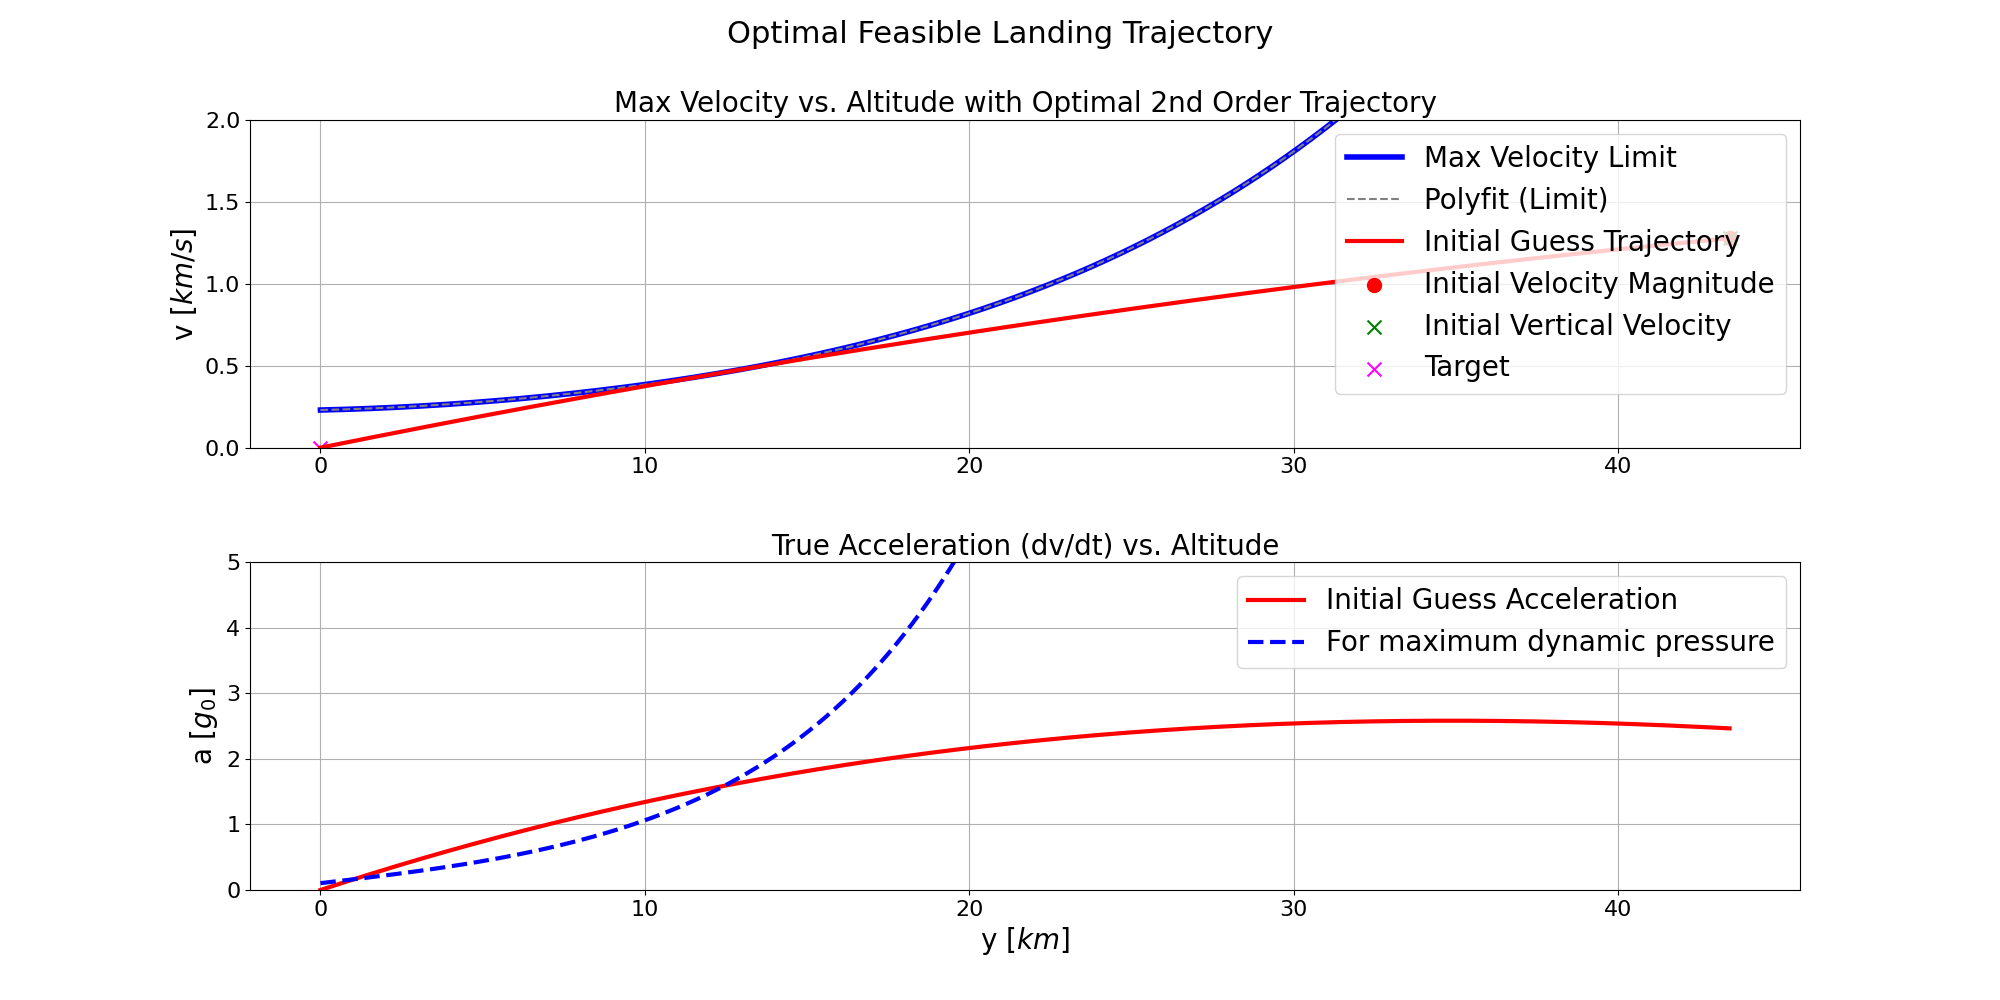 Optimal Feasible Landing Trajectory
Max Velocity vs. Altitude with Optimal 2nd Order Trajectory
v [km/s]
2.0
1.5
1.0
0.5
0.0
0 10 20 30 40
Max Velocity Limit
Polyfit (Limit)
Initial Guess Trajectory
Initial Velocity Magnitude
Initial Vertical Velocity
Target
True Acceleration (dv/dt) vs. Altitude
a [g₀]
5
4
3
2
1
0
0 10 20 30 40
Initial Guess Acceleration
For maximum dynamic pressure
y [km]